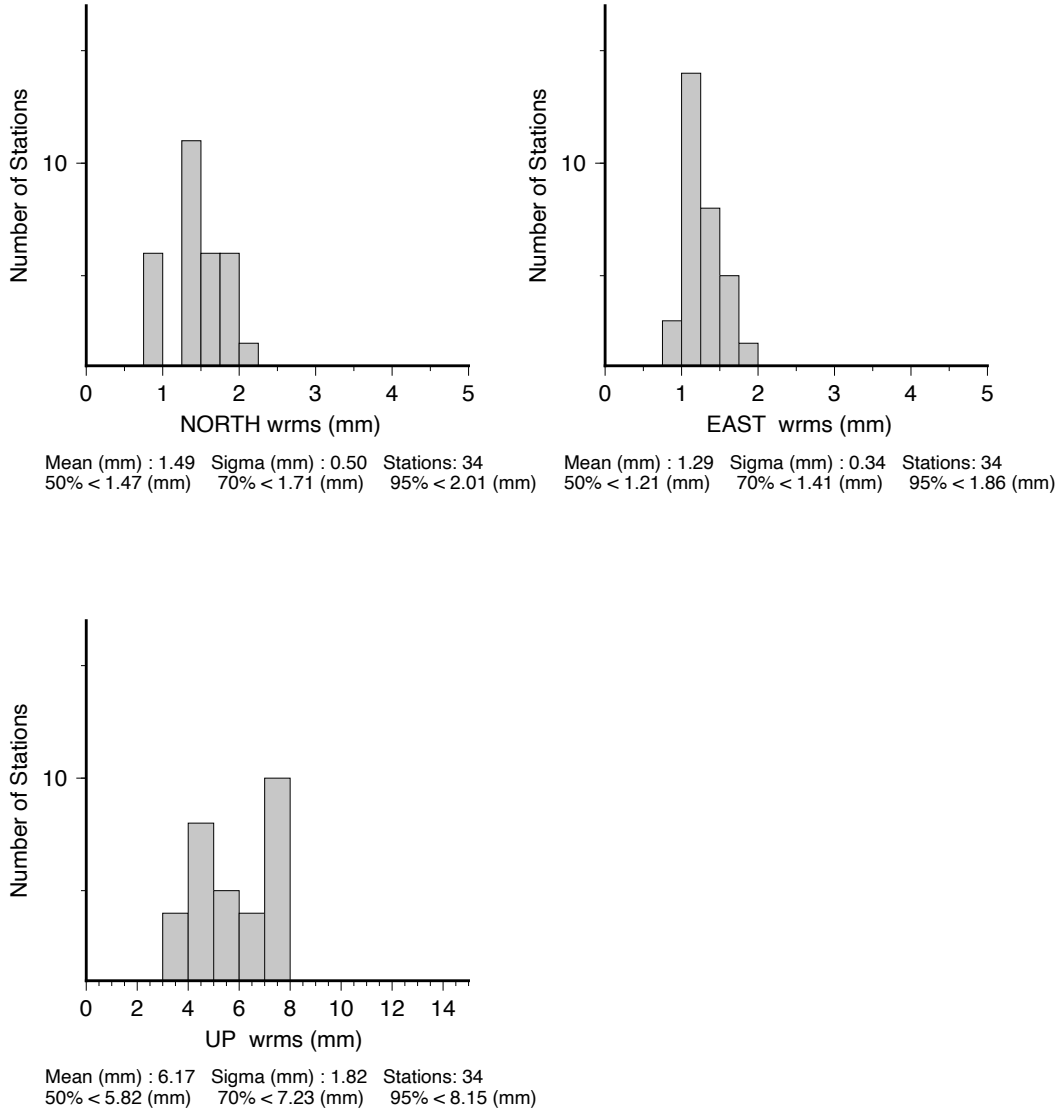 Number of Stations
10
0 1 2 3 4 5
NORTH wrms (mm)
Mean (mm) : 1.49 Sigma (mm) : 0.50 Stations: 34
50% < 1.47 (mm) 70% < 1.71 (mm) 95% < 2.01 (mm)
Number of Stations
10
0 1 2 3 4 5
EAST wrms (mm)
Mean (mm) : 1.29 Sigma (mm) : 0.34 Stations: 34
50% < 1.21 (mm) 70% < 1.41 (mm) 95% < 1.86 (mm)
Number of Stations
10
0 2 4 6 8 10 12 14
UP wrms (mm)
Mean (mm) : 6.17 Sigma (mm) : 1.82 Stations: 34
50% < 5.82 (mm) 70% < 7.23 (mm) 95% < 8.15 (mm)